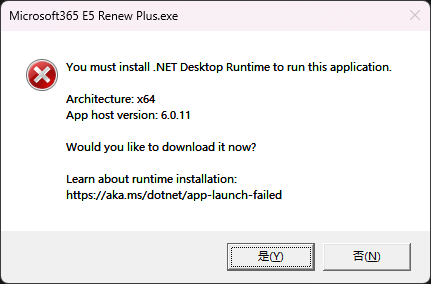 Microsoft365 E5 Renew Plus.exe
You must install .NET Desktop Runtime to run this application.
Architecture: x64
App host version: 6.0.11
Would you like to download it now?
Learn about runtime installation:
https://aka.ms/dotnet/app-launch-failed
是(Y) 否(N)